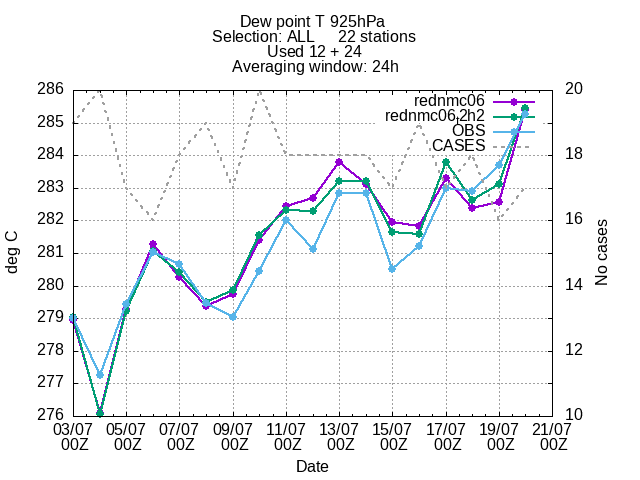 Dew point T 925hPa
Selection: ALL     22 stations
Used 12 + 24
Averaging window: 24h
rednmc06
rednmc06.2h2
OBS
CASES
deg C
286
285
284
283
282
281
280
279
278
277
276
20
18
16
14
12
10
No cases
03/07 05/07 07/07 09/07 11/07 13/07 15/07 17/07 19/07 21/07
00Z 00Z 00Z 00Z 00Z 00Z 00Z 00Z 00Z 00Z
Date